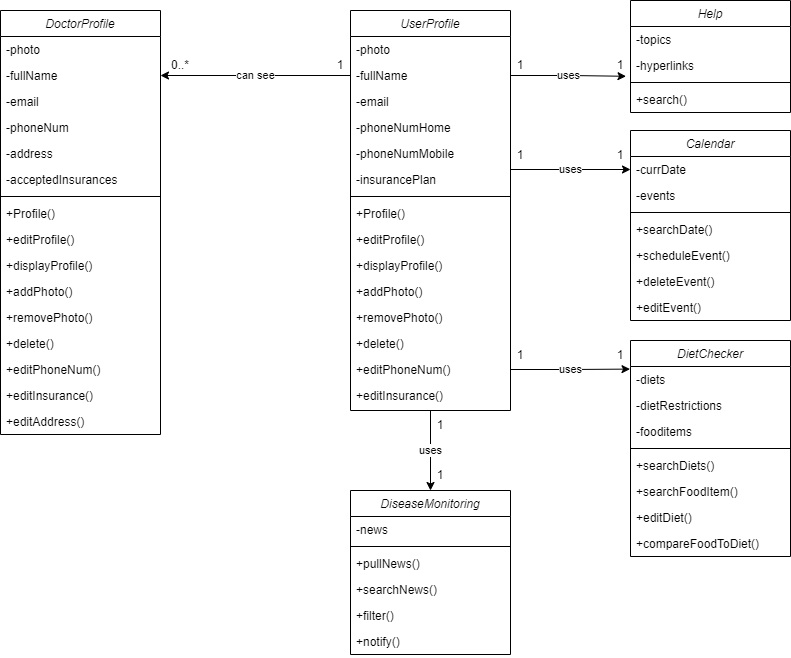 DoctorProfile
-photo
-fullName
-email
-phoneNum
-address
-acceptedInsurances
+Profile()
+editProfile()
+displayProfile()
+addPhoto()
+removePhoto()
+delete()
+editPhoneNum()
+editInsurance()
+editAddress()
0..*
can see
1
UserProfile
-photo
-fullName
-email
-phoneNumHome
-phoneNumMobile
-insurancePlan
+Profile()
+editProfile()
+displayProfile()
+addPhoto()
+removePhoto()
+delete()
+editPhoneNum()
+editInsurance()
1
uses
1
Help
-topics
-hyperlinks
+search()
1
uses
1
Calendar
-currDate
-events
+searchDate()
+scheduleEvent()
+deleteEvent()
+editEvent()
1
uses
1
DietChecker
-diets
-dietRestrictions
-fooditems
+searchDiets()
+searchFoodItem()
+editDiet()
+compareFoodToDiet()
1
uses
1
DiseaseMonitoring
-news
+pullNews()
+searchNews()
+filter()
+notify()